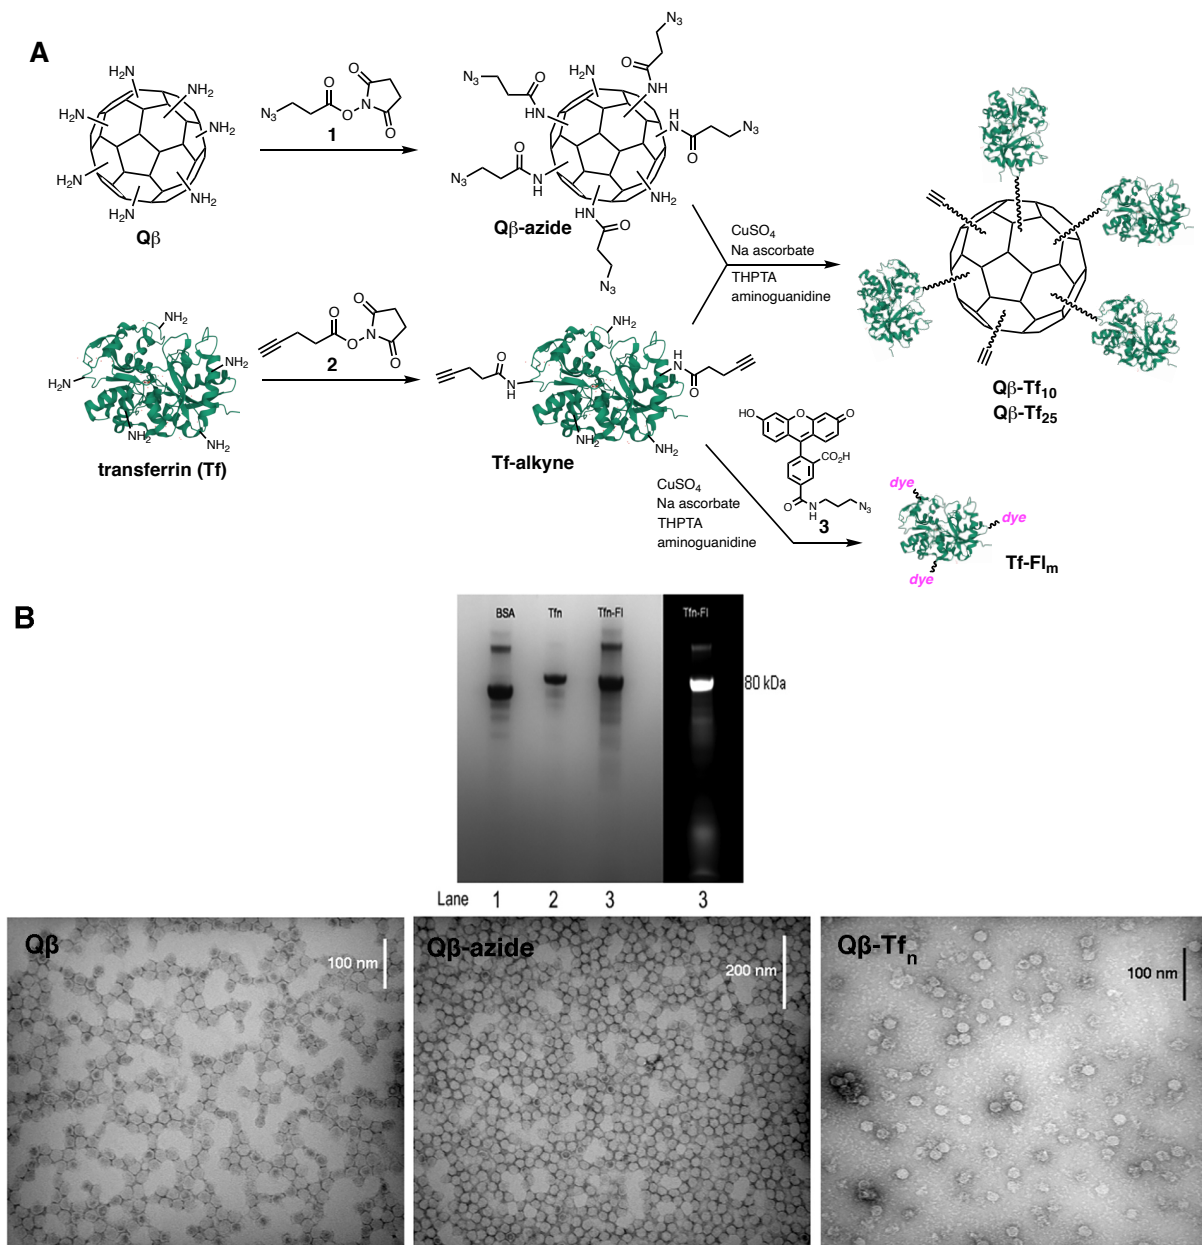 A
H₂N
H₂N
NH₂
NH₂
H₂N
NH₂
H₂N
Qβ
N₃
O
O
N
O
O
1
N₃
N₃
O
HN
H₂N
O
NH
H
N
O
N₃
N₃
O
N
H
NH₂
HN
O
N₃
Qβ-azide
CuSO₄
Na ascorbate
THPTA
aminoguanidine
Qβ-Tf₁₀
Qβ-Tf₂₅
NH₂
H₂N
NH₂
NH₂
NH₂
transferrin (Tf)
O
O
N
O
O
2
NH₂
O
N
H
H
N
O
NH₂
NH₂
Tf-alkyne
CuSO₄
Na ascorbate
THPTA
aminoguanidine
HO
O
O
CO₂H
O
N
H
N₃
3
dye
dye
dye
Tf-Flₘ
B
BSA
Tfn
Tfn-Fl
Tfn-Fl
80 kDa
Lane
1
2
3
3
Qβ
100 nm
Qβ-azide
200 nm
Qβ-Tfₙ
100 nm